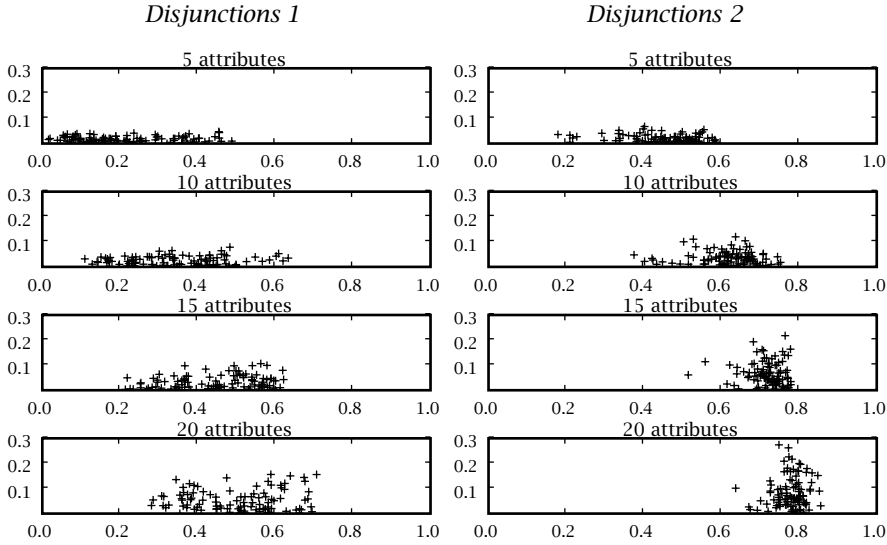 Disjunctions 1 Disjunctions 2
5 attributes 5 attributes
0.3 0.3
0.2 0.2
0.1 0.1
0.0 0.2 0.4 0.6 0.8 1.0 0.0 0.2 0.4 0.6 0.8 1.0
10 attributes 10 attributes
0.3 0.3
0.2 0.2
0.1 0.1
0.0 0.2 0.4 0.6 0.8 1.0 0.0 0.2 0.4 0.6 0.8 1.0
15 attributes 15 attributes
0.3 0.3
0.2 0.2
0.1 0.1
0.0 0.2 0.4 0.6 0.8 1.0 0.0 0.2 0.4 0.6 0.8 1.0
20 attributes 20 attributes
0.3 0.3
0.2 0.2
0.1 0.1
0.0 0.2 0.4 0.6 0.8 1.0 0.0 0.2 0.4 0.6 0.8 1.0